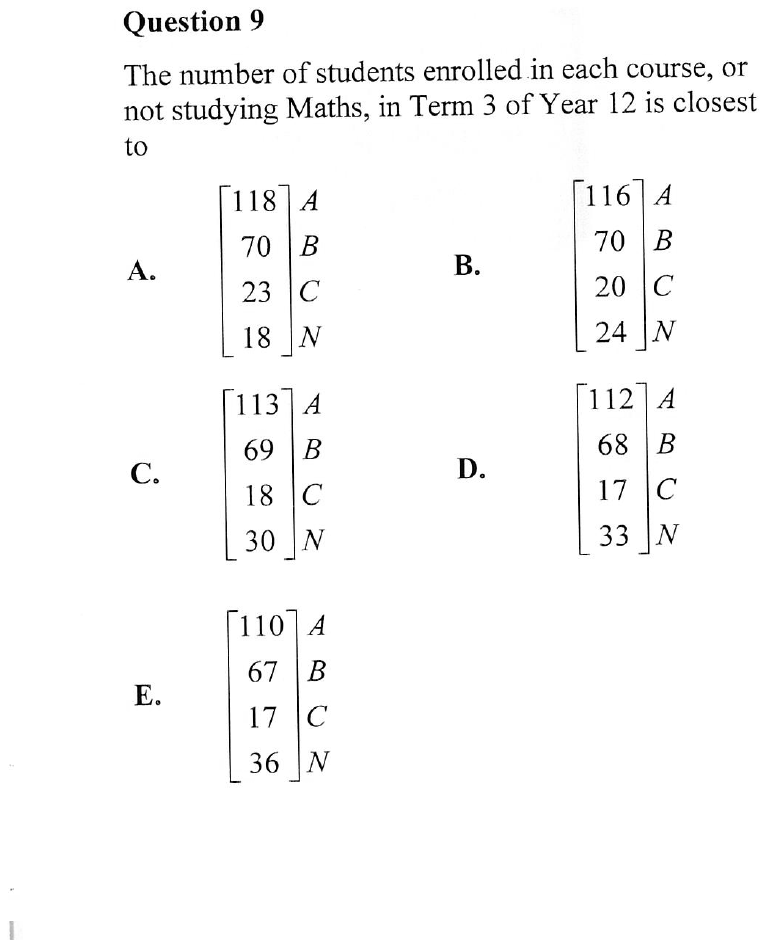 Question 9
The number of students enrolled in each course, or
not studying Maths, in Term 3 of Year 12 is closest
to
A.
118 A
70 B
23 C
18 N
B.
116 A
70 B
20 C
24 N
C.
113 A
69 B
18 C
30 N
D.
112 A
68 B
17 C
33 N
E.
110 A
67 B
17 C
36 N